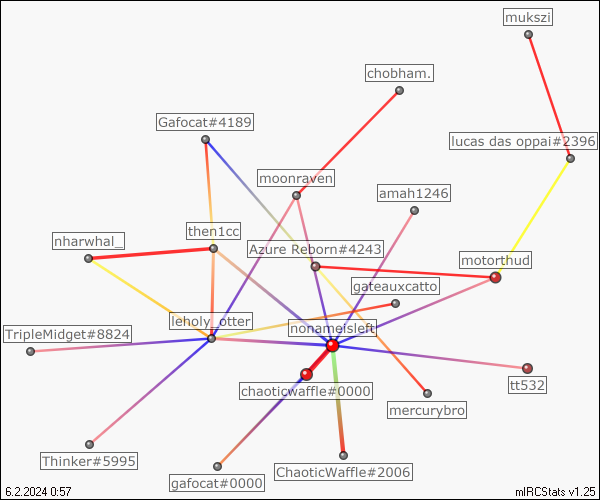 mukszi
chobham.
Gafocat#4189
lucas das oppai#2396
moonraven
amah1246
then1cc
nharwhal_
Azure Reborn#4243
motorthud
gateauxcatto
leholy_otter
nonameisleft
TripleMidget#8824
tt532
chaoticwaffle#0000
mercurybro
Thinker#5995
ChaoticWaffle#2006
gafocat#0000
6.2.2024 0:57
mIRCStats v1.25